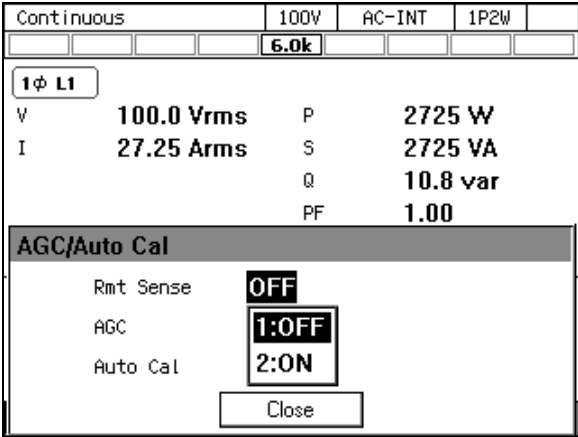 Continuous 100V AC-INT 1P2W
6.0k
1ϕ L1
V 100.0 Vrms P 2725 W
I 27.25 Arms S 2725 VA
Q 10.8 var
PF 1.00
AGC/Auto Cal
Rmt Sense OFF
AGC 1:OFF
Auto Cal 2:ON
Close